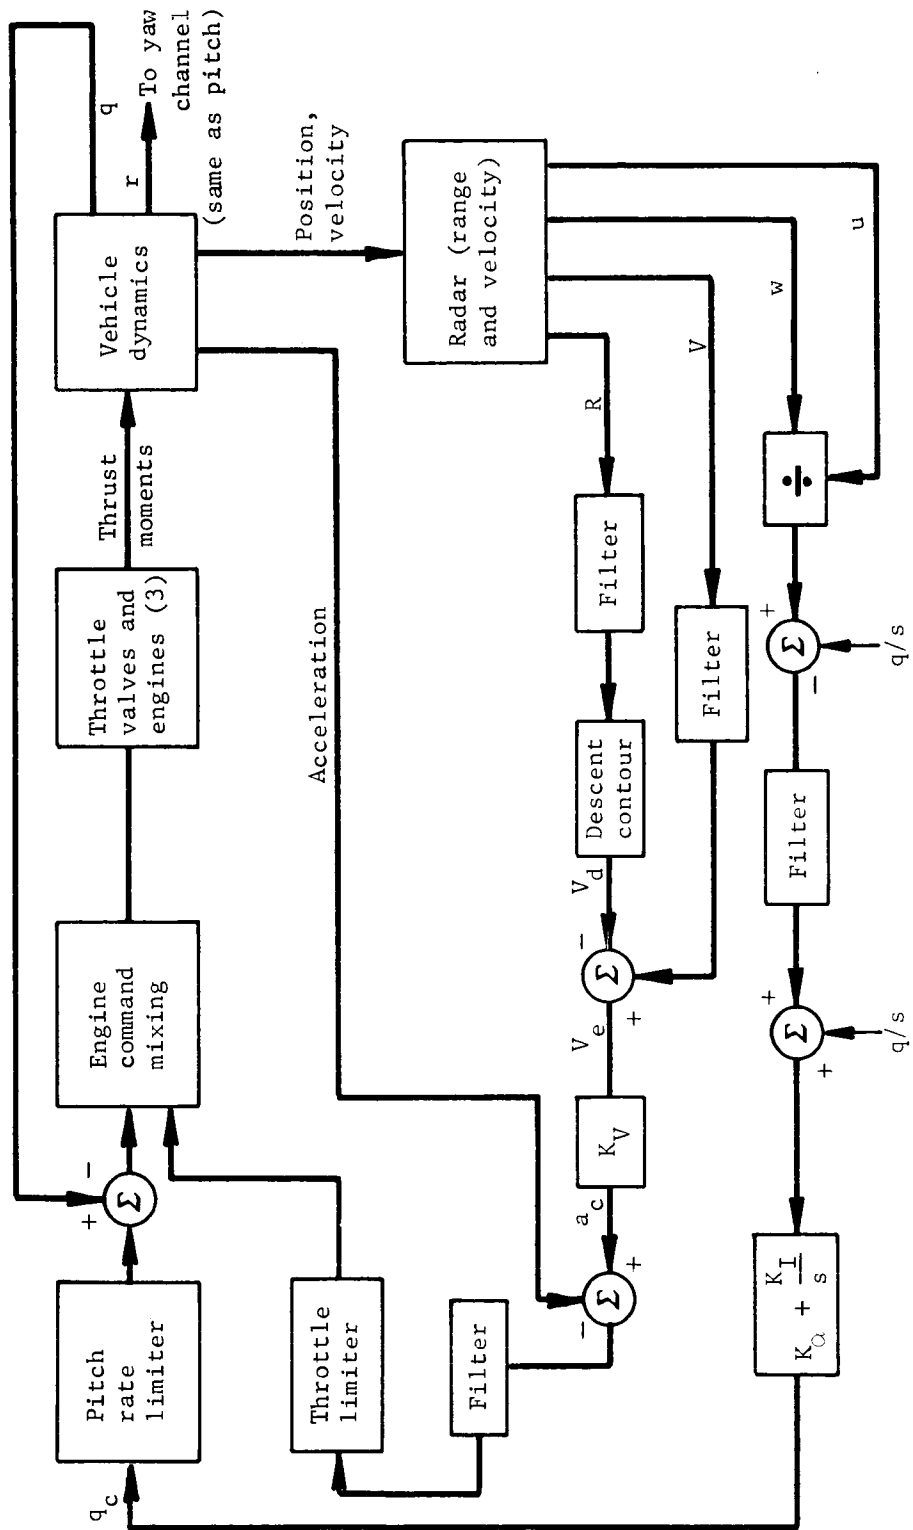 q
r
To yaw
channel
(same as pitch)
Vehicle
dynamics
Thrust
moments
Throttle
valves and
engines (3)
Engine
command
mixing
+
−
Σ
Pitch
rate
limiter
q_c
Position,
velocity
Radar (range
and velocity)
Acceleration
R
V
w
u
Filter
Descent
contour
V_d
−
Σ
+
V_e
K_V
a_c
+
Σ
−
Filter
Throttle
limiter
Filter
÷
+
Σ
−
q/s
Filter
+
Σ
+
q/s
K_α + K_I/s